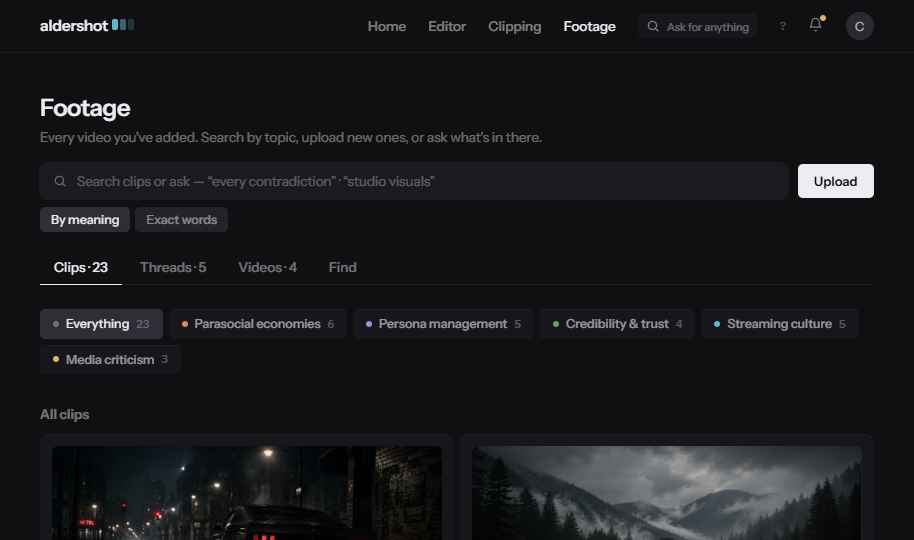 aldershot
Home Editor Clipping Footage Ask for anything ? C
Footage
Every video you've added. Search by topic, upload new ones, or ask what's in there.
Search clips or ask — “every contradiction” · “studio visuals”
Upload
By meaning Exact words
Clips · 23 Threads · 5 Videos · 4 Find
Everything 23 Parasocial economies 6 Persona management 5 Credibility & trust 4 Streaming culture 5
Media criticism 3
All clips